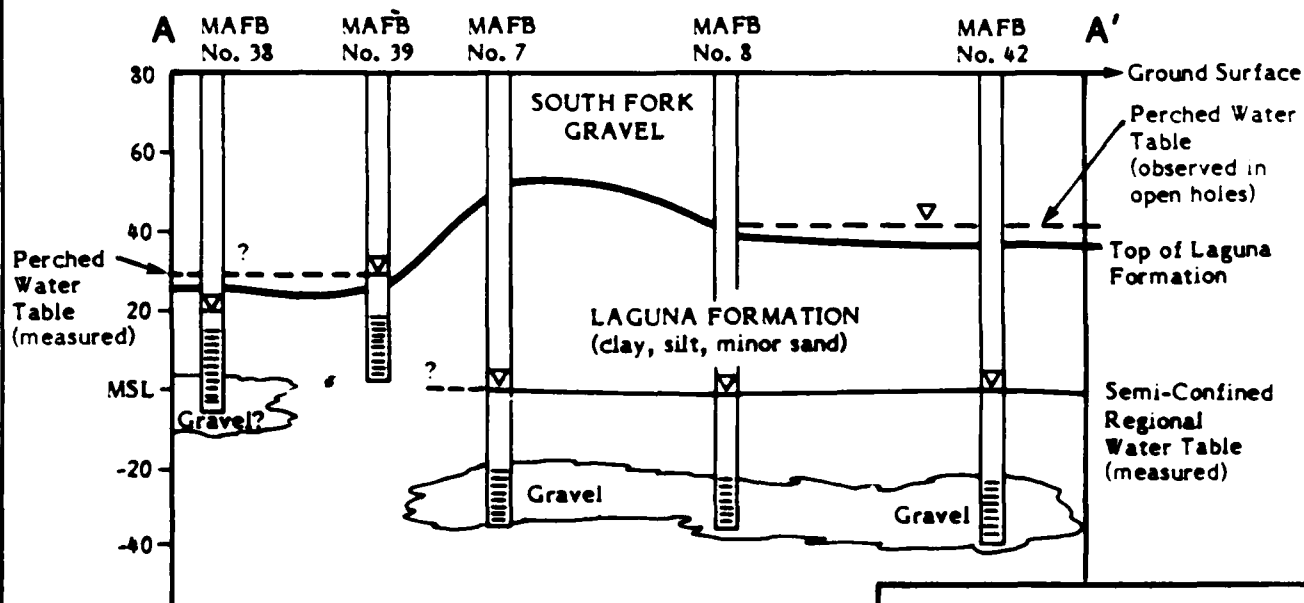 A
MAFB
No. 38
MAFB
No. 39
MAFB
No. 7
MAFB
No. 8
MAFB
No. 42
A'
80
60
40
20
MSL
-20
-40
Ground Surface
SOUTH FORK
GRAVEL
Perched Water
Table
(observed in
open holes)
?
Perched
Water
Table
(measured)
Top of Laguna
Formation
LAGUNA FORMATION
(clay, silt, minor sand)
?
Semi-Confined
Regional
Water Table
(measured)
Gravel?
Gravel
Gravel